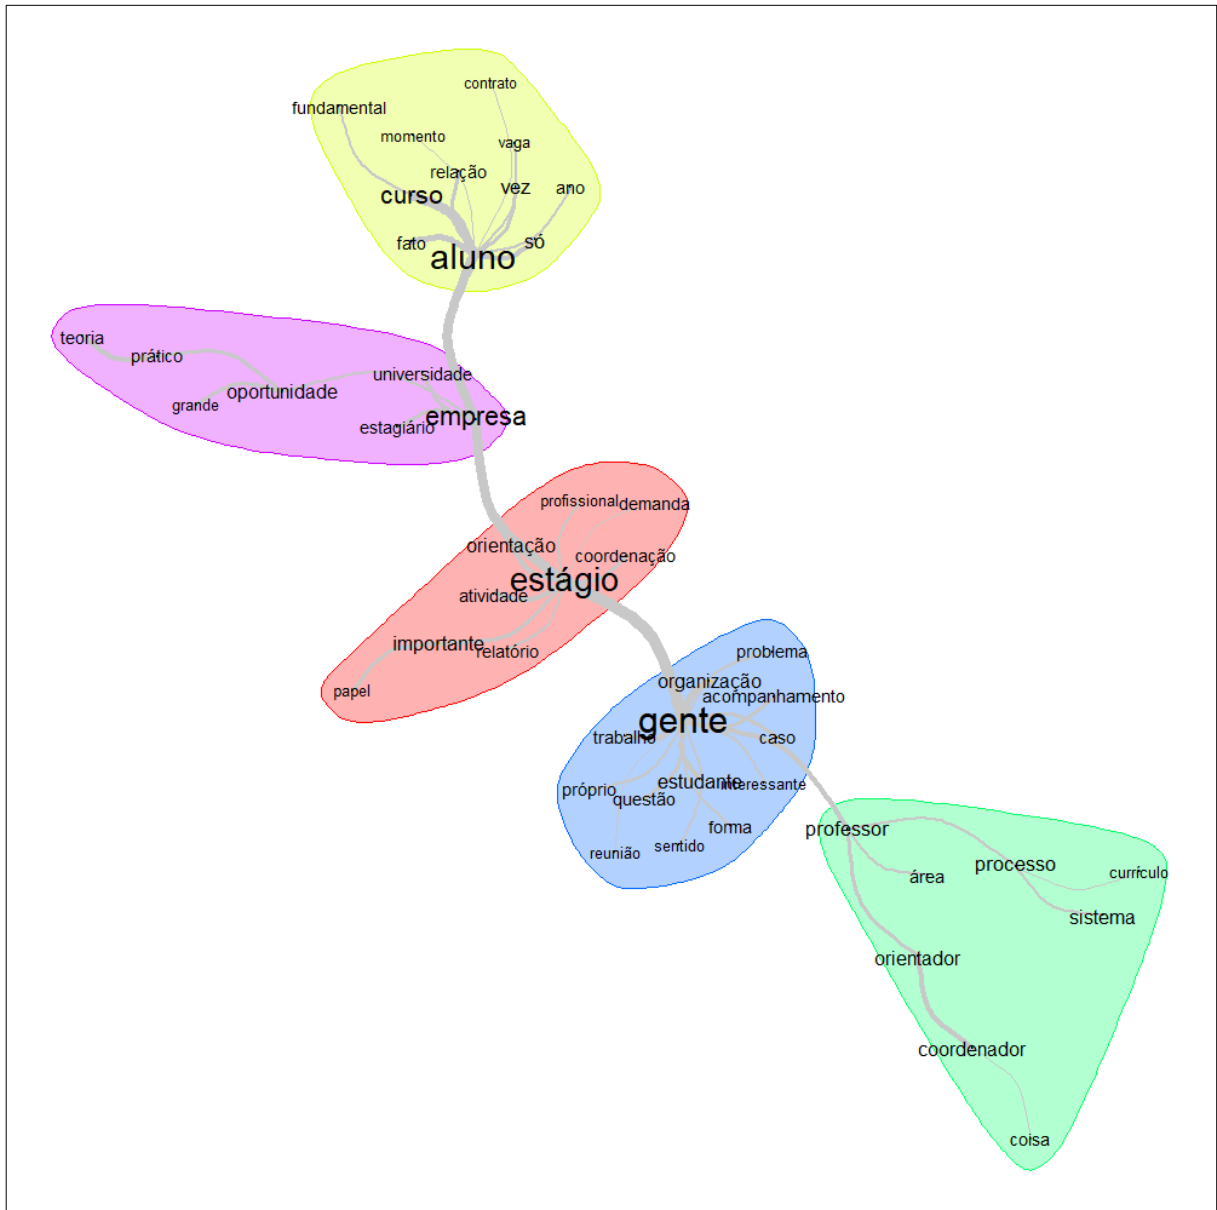 contrato
fundamental
momento
vaga
relação
curso
vez
ano
fato
só
aluno
teoria
prático
universidade
oportunidade
grande
empresa
estagiário
profissional
demanda
orientação
coordenação
estágio
atividade
importante
relatório
papel
problema
organização
acompanhamento
gente
trabalho
caso
estudante
interessante
próprio
questão
forma
sentido
reunião
professor
processo
currículo
área
sistema
orientador
coordenador
coisa